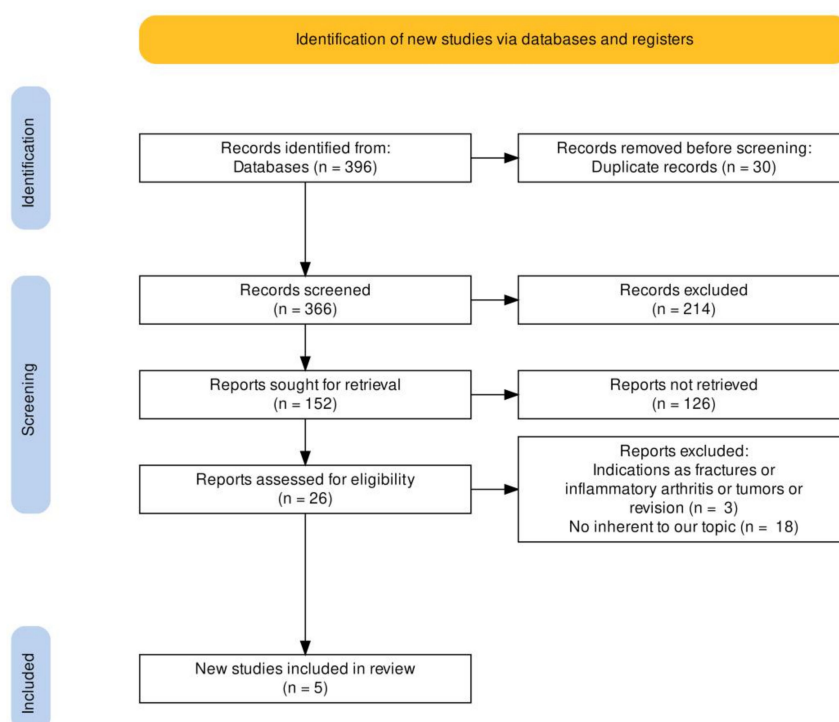 Identification of new studies via databases and registers
Identification
Records identified from:
Databases (n = 396)
Records removed before screening:
Duplicate records (n = 30)
Screening
Records screened
(n = 366)
Records excluded
(n = 214)
Reports sought for retrieval
(n = 152)
Reports not retrieved
(n = 126)
Reports assessed for eligibility
(n = 26)
Reports excluded:
Indications as fractures or
inflammatory arthritis or tumors or
revision (n = 3)
No inherent to our topic (n = 18)
Included
New studies included in review
(n = 5)